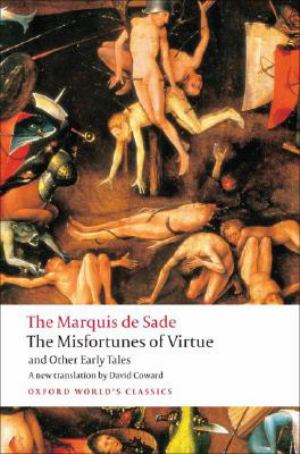 The Marquis de Sade
The Misfortunes of Virtue
and Other Early Tales
A new translation by David Coward
OXFORD WORLD'S CLASSICS